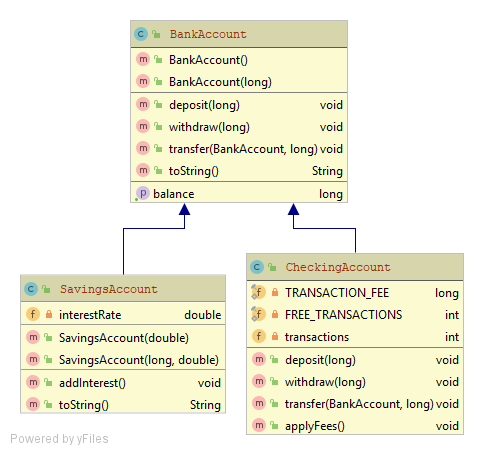 BankAccount
BankAccount()
BankAccount(long)
deposit(long) void
withdraw(long) void
transfer(BankAccount, long) void
toString() String
balance long
SavingsAccount
interestRate double
SavingsAccount(double)
SavingsAccount(long, double)
addInterest() void
toString() String
CheckingAccount
TRANSACTION_FEE long
FREE_TRANSACTIONS int
transactions int
deposit(long) void
withdraw(long) void
transfer(BankAccount, long) void
applyFees() void
Powered by yFiles